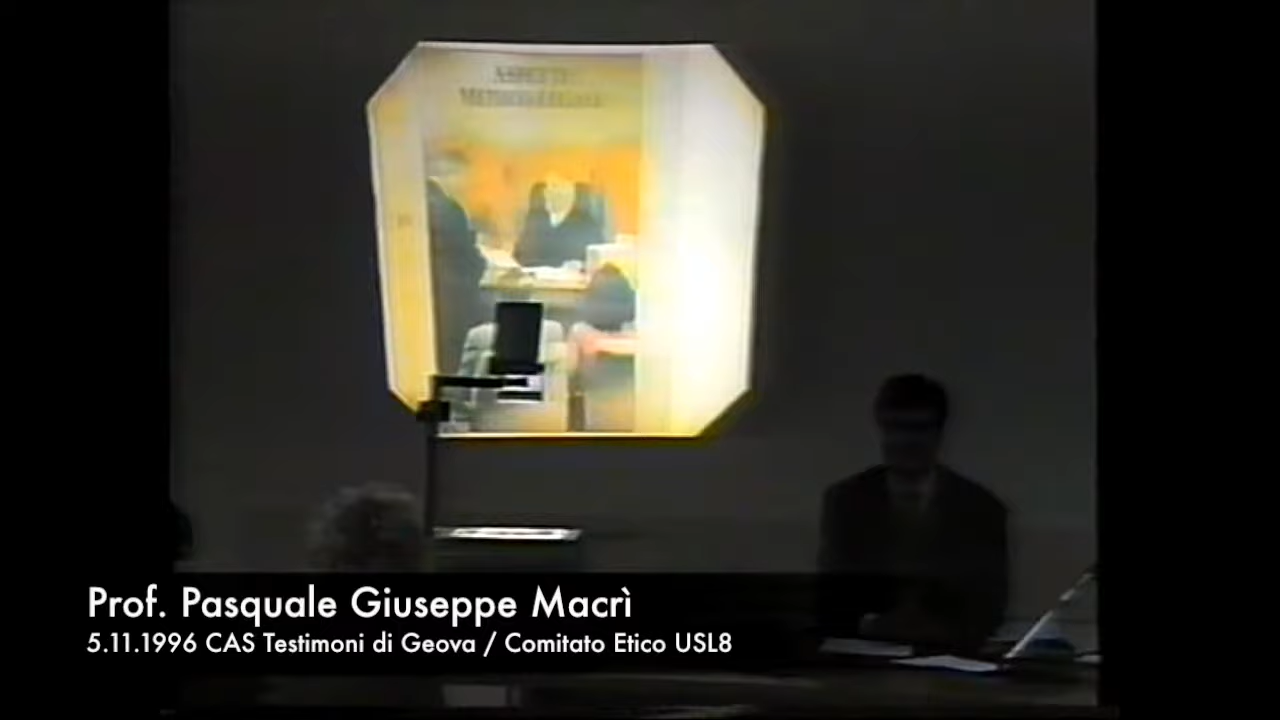 Prof. Pasquale Giuseppe Macrì
5.11.1996 CAS Testimoni di Geova / Comitato Etico USL8